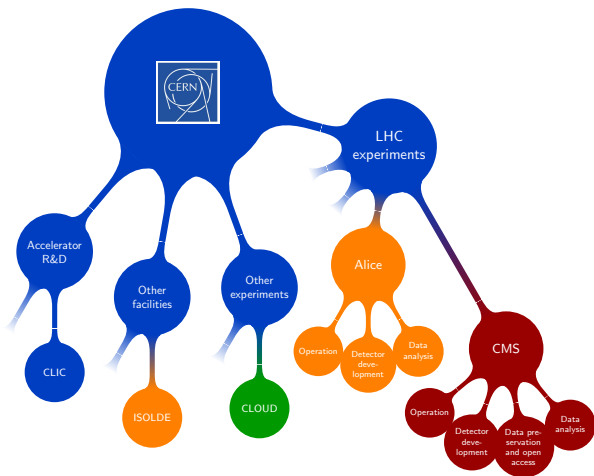 CERN
LHC
experiments
Accelerator
R&D
Other
facilities
Other
experiments
Alice
CLIC
ISOLDE
CLOUD
Operation
Detector
deve-
lopment
Data
analysis
CMS
Operation
Detector
deve-
lopment
Data pre-
servation
and open
access
Data
analysis